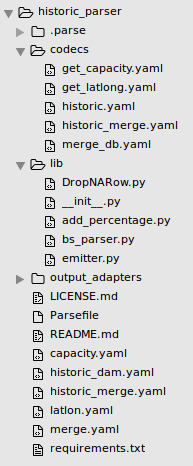 historic_parser
.parse
codecs
get_capacity.yaml
get_latlong.yaml
historic.yaml
historic_merge.yaml
merge_db.yaml
lib
DropNARow.py
__init__.py
add_percentage.py
bs_parser.py
emitter.py
output_adapters
LICENSE.md
Parsefile
README.md
capacity.yaml
historic_dam.yaml
historic_merge.yaml
latlon.yaml
merge.yaml
requirements.txt